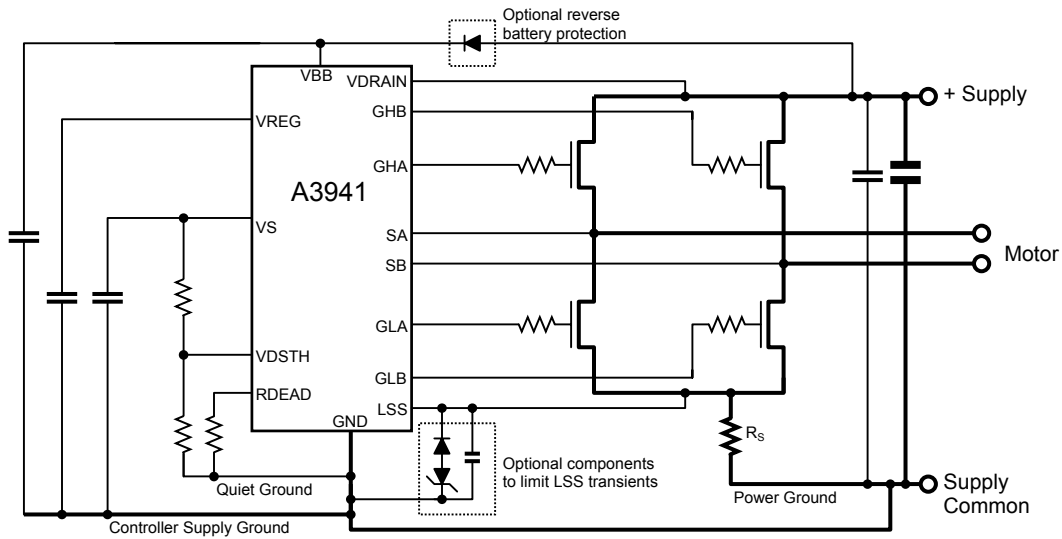 Optional reverse
battery protection
VBB
VDRAIN
+ Supply
GHB
VREG
GHA
A3941
VS
SA
Motor
SB
GLA
VDSTH
GLB
RDEAD
LSS
GND
RS
Optional components
to limit LSS transients
Quiet Ground
Power Ground
Supply
Common
Controller Supply Ground